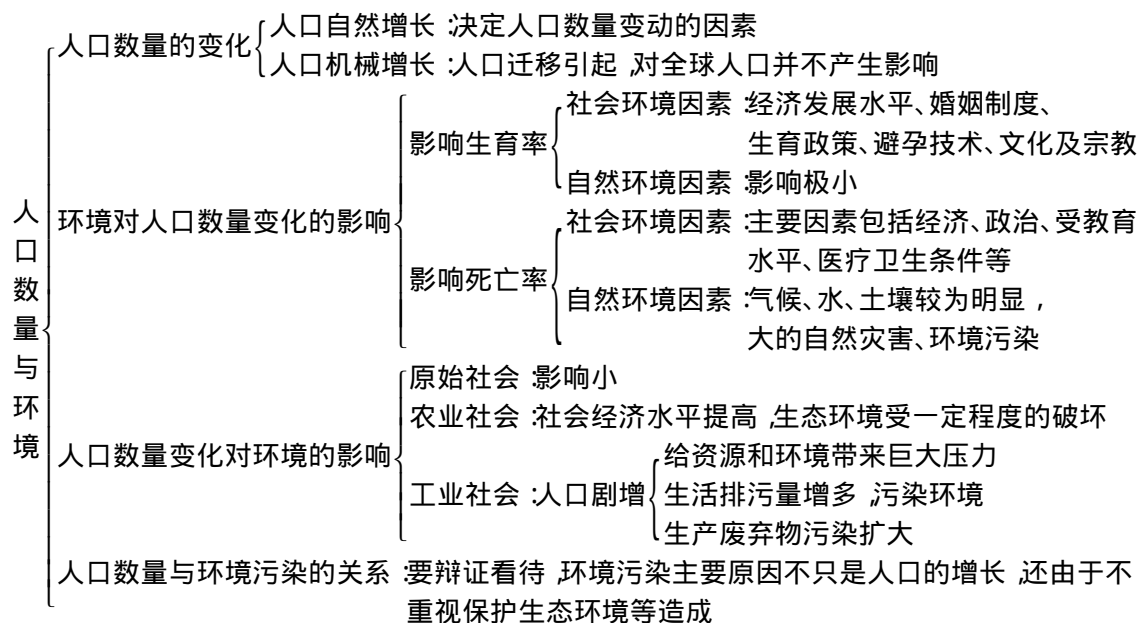 人口数量与环境
人口数量的变化
人口自然增长:决定人口数量变动的因素
人口机械增长:人口迁移引起,对全球人口并不产生影响
环境对人口数量变化的影响
影响生育率
社会环境因素:经济发展水平、婚姻制度、
生育政策、避孕技术、文化及宗教
自然环境因素:影响极小
影响死亡率
社会环境因素:主要因素包括经济、政治、受教育
水平、医疗卫生条件等
自然环境因素:气候、水、土壤较为明显,
大的自然灾害、环境污染
人口数量变化对环境的影响
原始社会:影响小
农业社会:社会经济水平提高,生态环境受一定程度的破坏
工业社会:人口剧增
给资源和环境带来巨大压力
生活排污量增多,污染环境
生产废弃物污染扩大
人口数量与环境污染的关系:要辩证看待,环境污染主要原因不只是人口的增长,还由于不
重视保护生态环境等造成